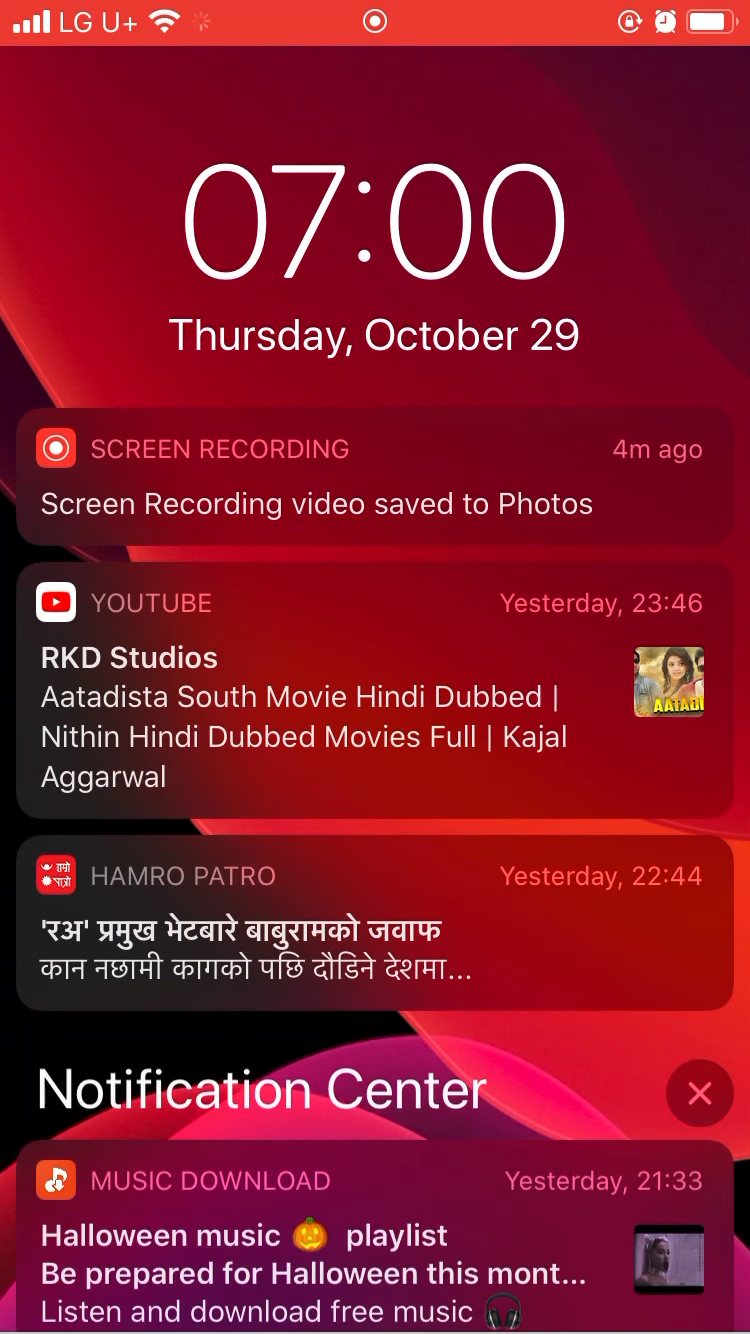 LG U+
07:00
Thursday, October 29
SCREEN RECORDING 4m ago
Screen Recording video saved to Photos
YOUTUBE Yesterday, 23:46
RKD Studios
Aatadista South Movie Hindi Dubbed |
Nithin Hindi Dubbed Movies Full | Kajal
Aggarwal
AATADI
हाम्रो
पात्रो
HAMRO PATRO Yesterday, 22:44
'रअ' प्रमुख भेटबारे बाबुरामको जवाफ
कान नछामी कागको पछि दौडिने देशमा...
Notification Center
MUSIC DOWNLOAD Yesterday, 21:33
Halloween music 🎃 playlist
Be prepared for Halloween this mont...
Listen and download free music 🎧